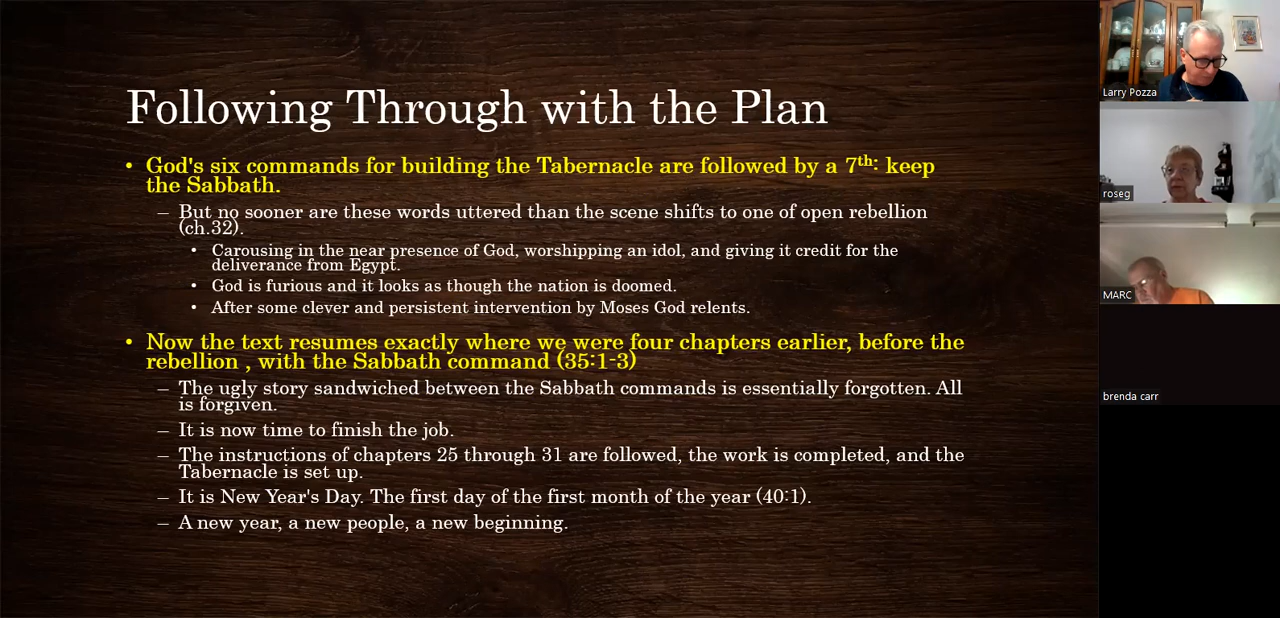 Following Through with the Plan
• God's six commands for building the Tabernacle are followed by a 7th: keep
the Sabbath.
– But no sooner are these words uttered than the scene shifts to one of open rebellion
(ch.32).
• Carousing in the near presence of God, worshipping an idol, and giving it credit for the
deliverance from Egypt.
• God is furious and it looks as though the nation is doomed.
• After some clever and persistent intervention by Moses God relents.
• Now the text resumes exactly where we were four chapters earlier, before the
rebellion , with the Sabbath command (35:1-3)
– The ugly story sandwiched between the Sabbath commands is essentially forgotten. All
is forgiven.
– It is now time to finish the job.
– The instructions of chapters 25 through 31 are followed, the work is completed, and the
Tabernacle is set up.
– It is New Year's Day. The first day of the first month of the year (40:1).
– A new year, a new people, a new beginning.
Larry Pozza
roseg
MARC
brenda carr